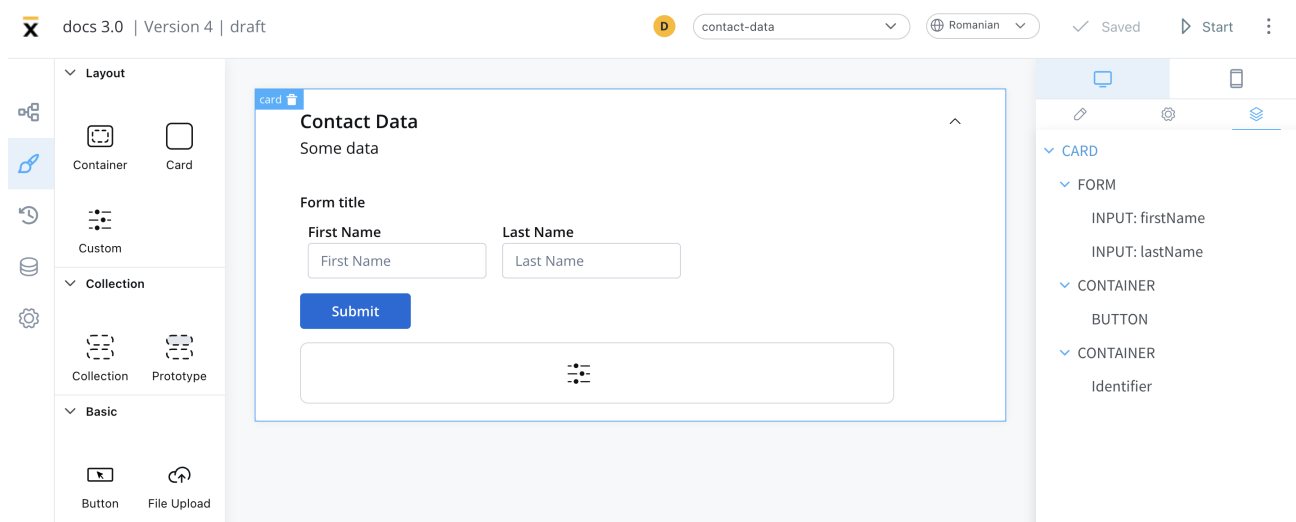 docs 3.0 | Version 4 | draft
D
contact-data
Romanian
Saved
Start
Layout
Container
Card
Custom
Collection
Collection
Prototype
Basic
Button
File Upload
card
Contact Data
Some data
Form title
First Name
Last Name
First Name
Last Name
Submit
CARD
FORM
INPUT: firstName
INPUT: lastName
CONTAINER
BUTTON
CONTAINER
Identifier